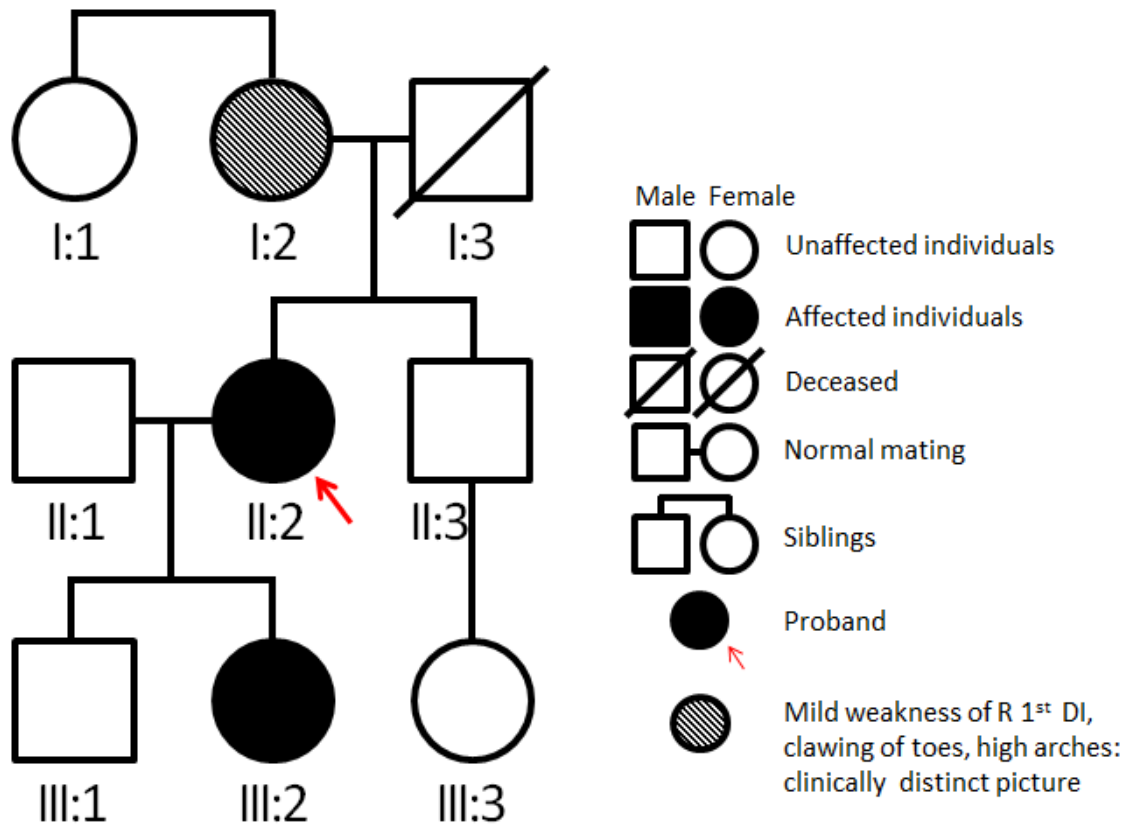 I:1
I:2
I:3
II:1
II:2
II:3
III:1
III:2
III:3
Male Female
Unaffected individuals
Affected individuals
Deceased
Normal mating
Siblings
Proband
Mild weakness of R 1st DI,
clawing of toes, high arches:
clinically distinct picture